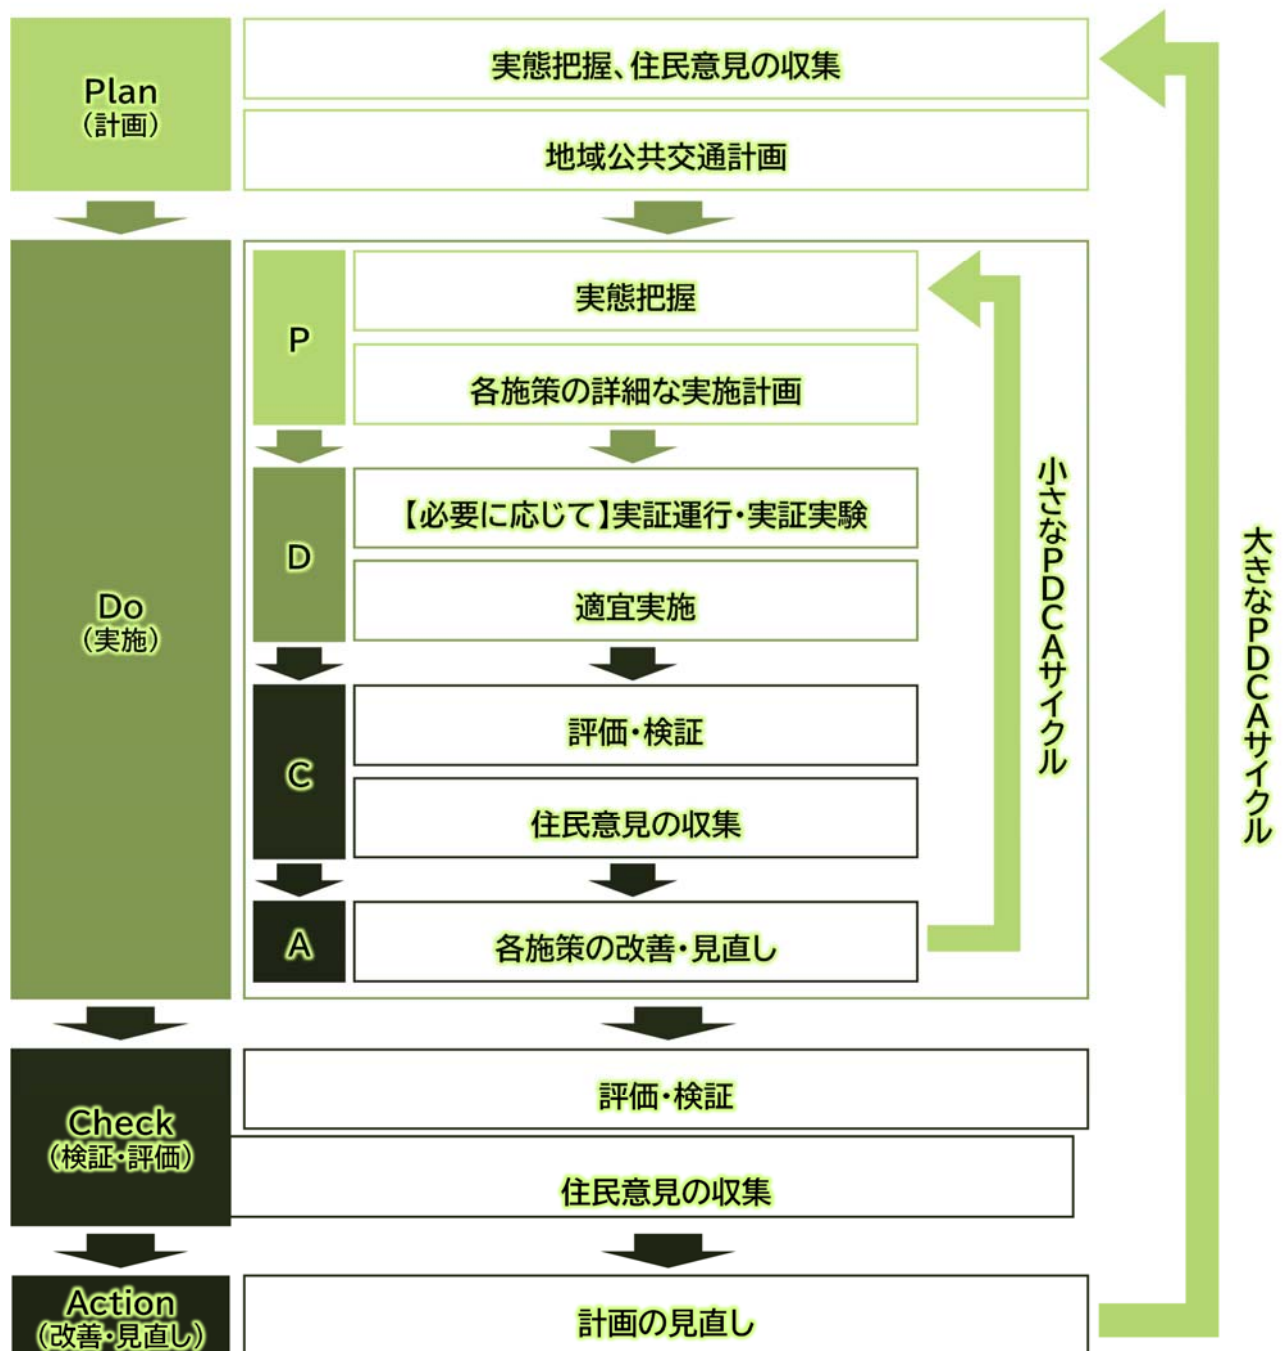 Plan
（計画）
実態把握、住民意見の収集
地域公共交通計画
Do
（実施）
P
実態把握
各施策の詳細な実施計画
D
【必要に応じて】実証運行・実証実験
適宜実施
C
評価・検証
住民意見の収集
A
各施策の改善・見直し
小さなPDCAサイクル
大きなPDCAサイクル
Check
（検証・評価）
評価・検証
住民意見の収集
Action
（改善・見直し）
計画の見直し